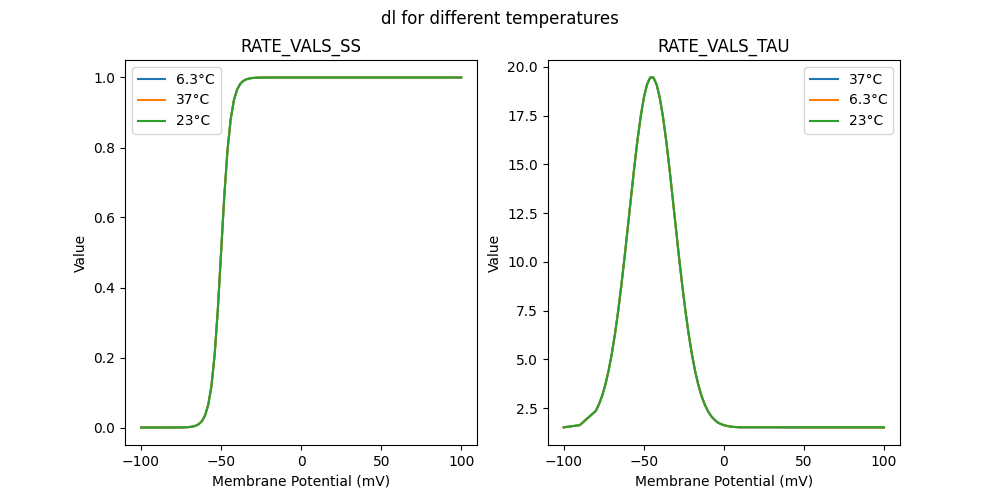 dl for different temperatures
RATE_VALS_SS
1.0
0.8
0.6
0.4
0.2
0.0
Value
−100
−50
0
50
100
Membrane Potential (mV)
6.3°C
37°C
23°C
RATE_VALS_TAU
20.0
17.5
15.0
12.5
10.0
7.5
5.0
2.5
Value
−100
−50
0
50
100
Membrane Potential (mV)
37°C
6.3°C
23°C